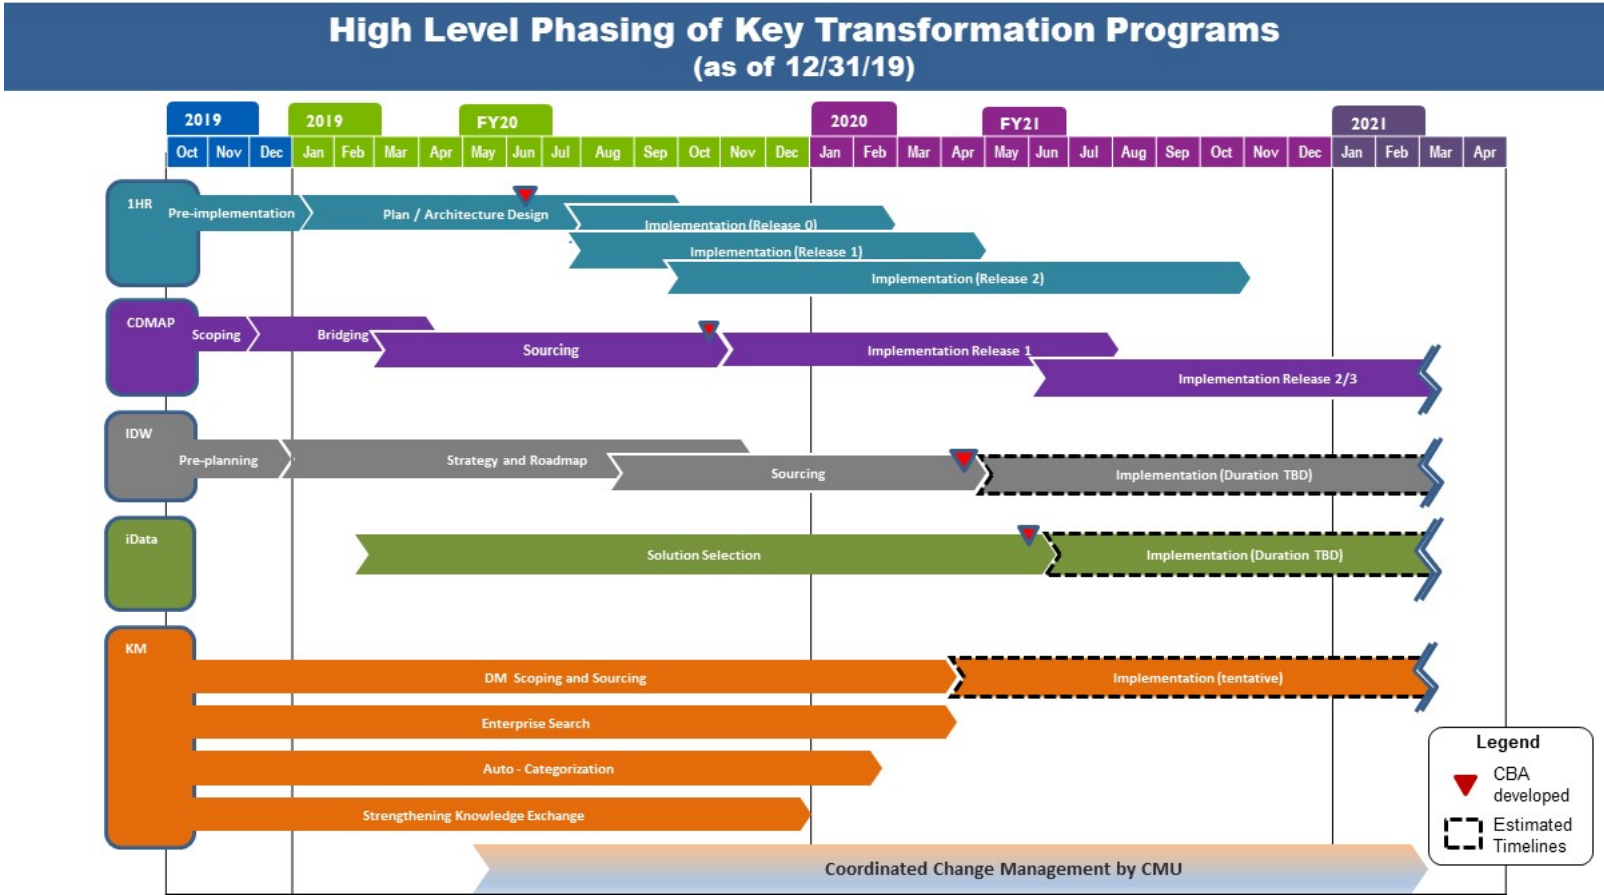 High Level Phasing of Key Transformation Programs
(as of 12/31/19)
2019 2019 FY20 2020 FY21 2021
Oct Nov Dec Jan Feb Mar Apr May Jun Jul Aug Sep Oct Nov Dec Jan Feb Mar Apr May Jun Jul Aug Sep Oct Nov Dec Jan Feb Mar Apr
1HR
Pre-implementation
Plan / Architecture Design
Implementation (Release 0)
Implementation (Release 1)
Implementation (Release 2)
CDMAP
Scoping
Bridging
Sourcing
Implementation Release 1
Implementation Release 2/3
IDW
Pre-planning
Strategy and Roadmap
Sourcing
Implementation (Duration TBD)
iData
Solution Selection
Implementation (Duration TBD)
KM
DM Scoping and Sourcing
Implementation (tentative)
Enterprise Search
Auto - Categorization
Strengthening Knowledge Exchange
Coordinated Change Management by CMU
Legend
CBA
developed
Estimated
Timelines